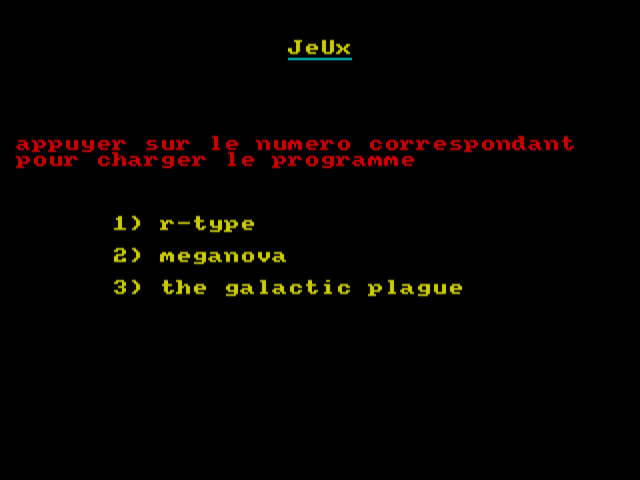 JeUx
appuyer sur le numero correspondant
pour charger le programme
1) r-type
2) meganova
3) the galactic plague